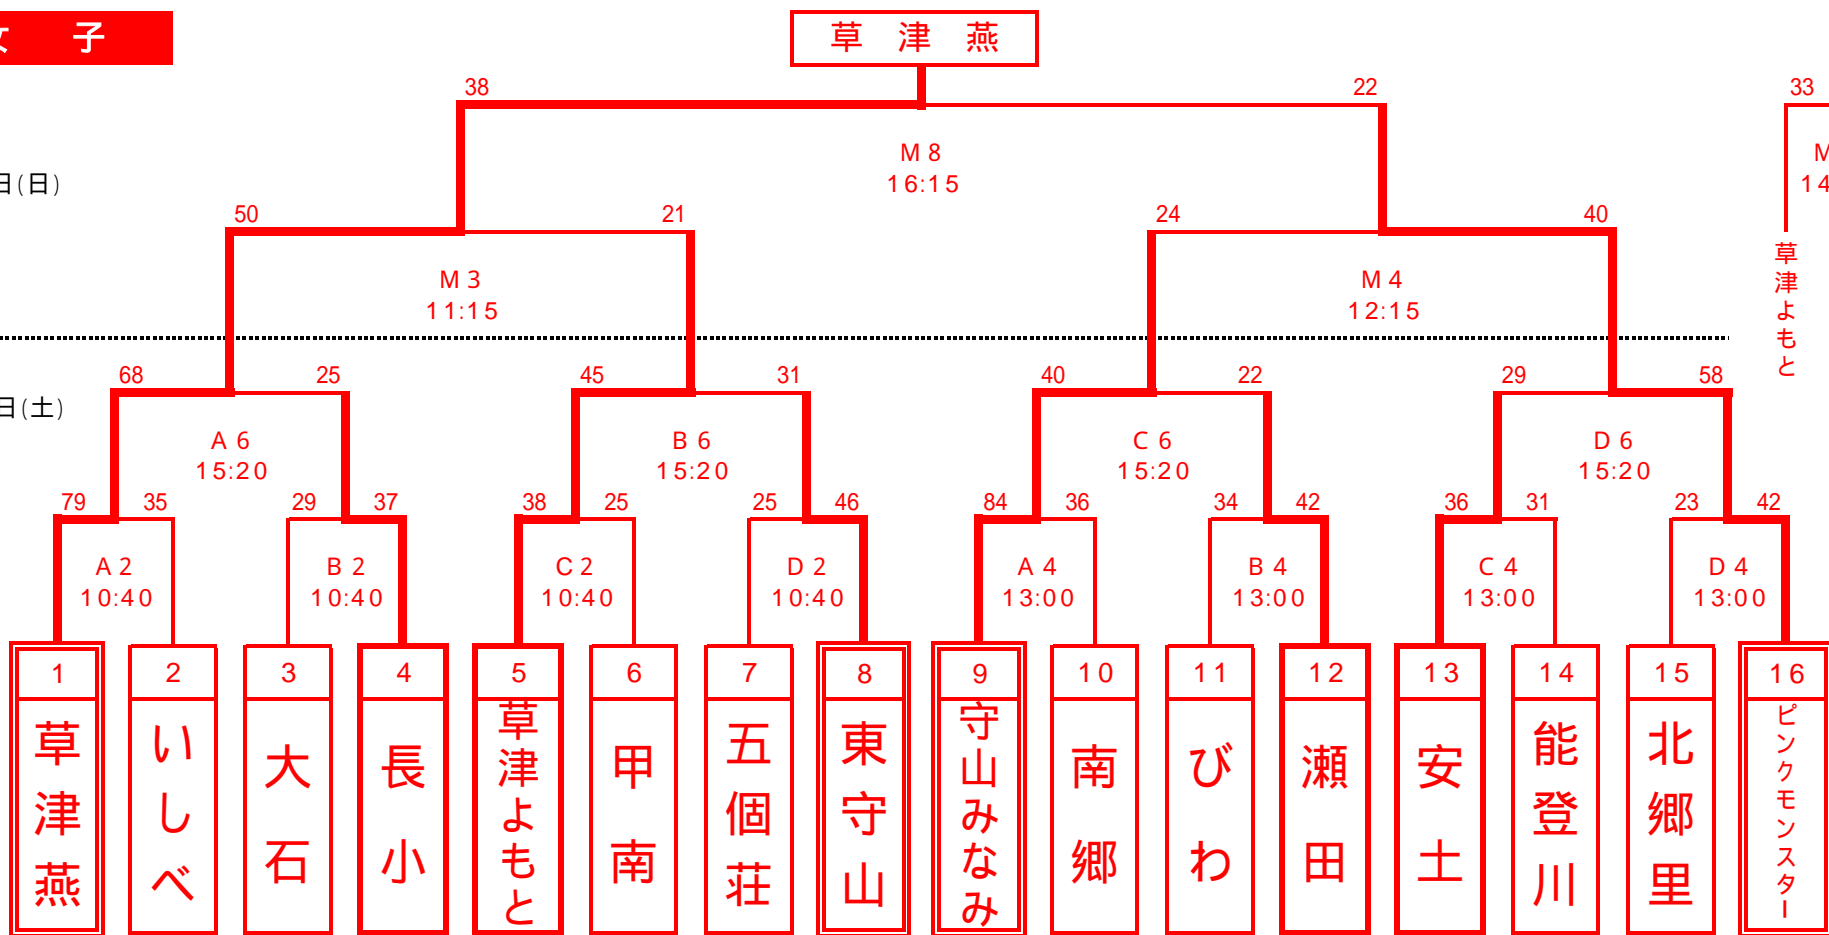 女 子
草 津 燕
38 22 33
M 8
16:15
日(日)
50 21 24 40
M 3
11:15
M 4
12:15
草津よもと
68 25 45 31 40 22 29 58
日(土)
A 6
15:20
B 6
15:20
C 6
15:20
D 6
15:20
79 35 29 37 38 25 25 46 84 36 34 42 36 31 23 42
A 2
10:40
B 2
10:40
C 2
10:40
D 2
10:40
A 4
13:00
B 4
13:00
C 4
13:00
D 4
13:00
1 草津燕
2 いしべ
3 大石
4 長小
5 草津よもと
6 甲南
7 五個荘
8 東守山
9 守山みなみ
10 南郷
11 びわ
12 瀬田
13 安土
14 能登川
15 北郷里
16 ピンクモンスター